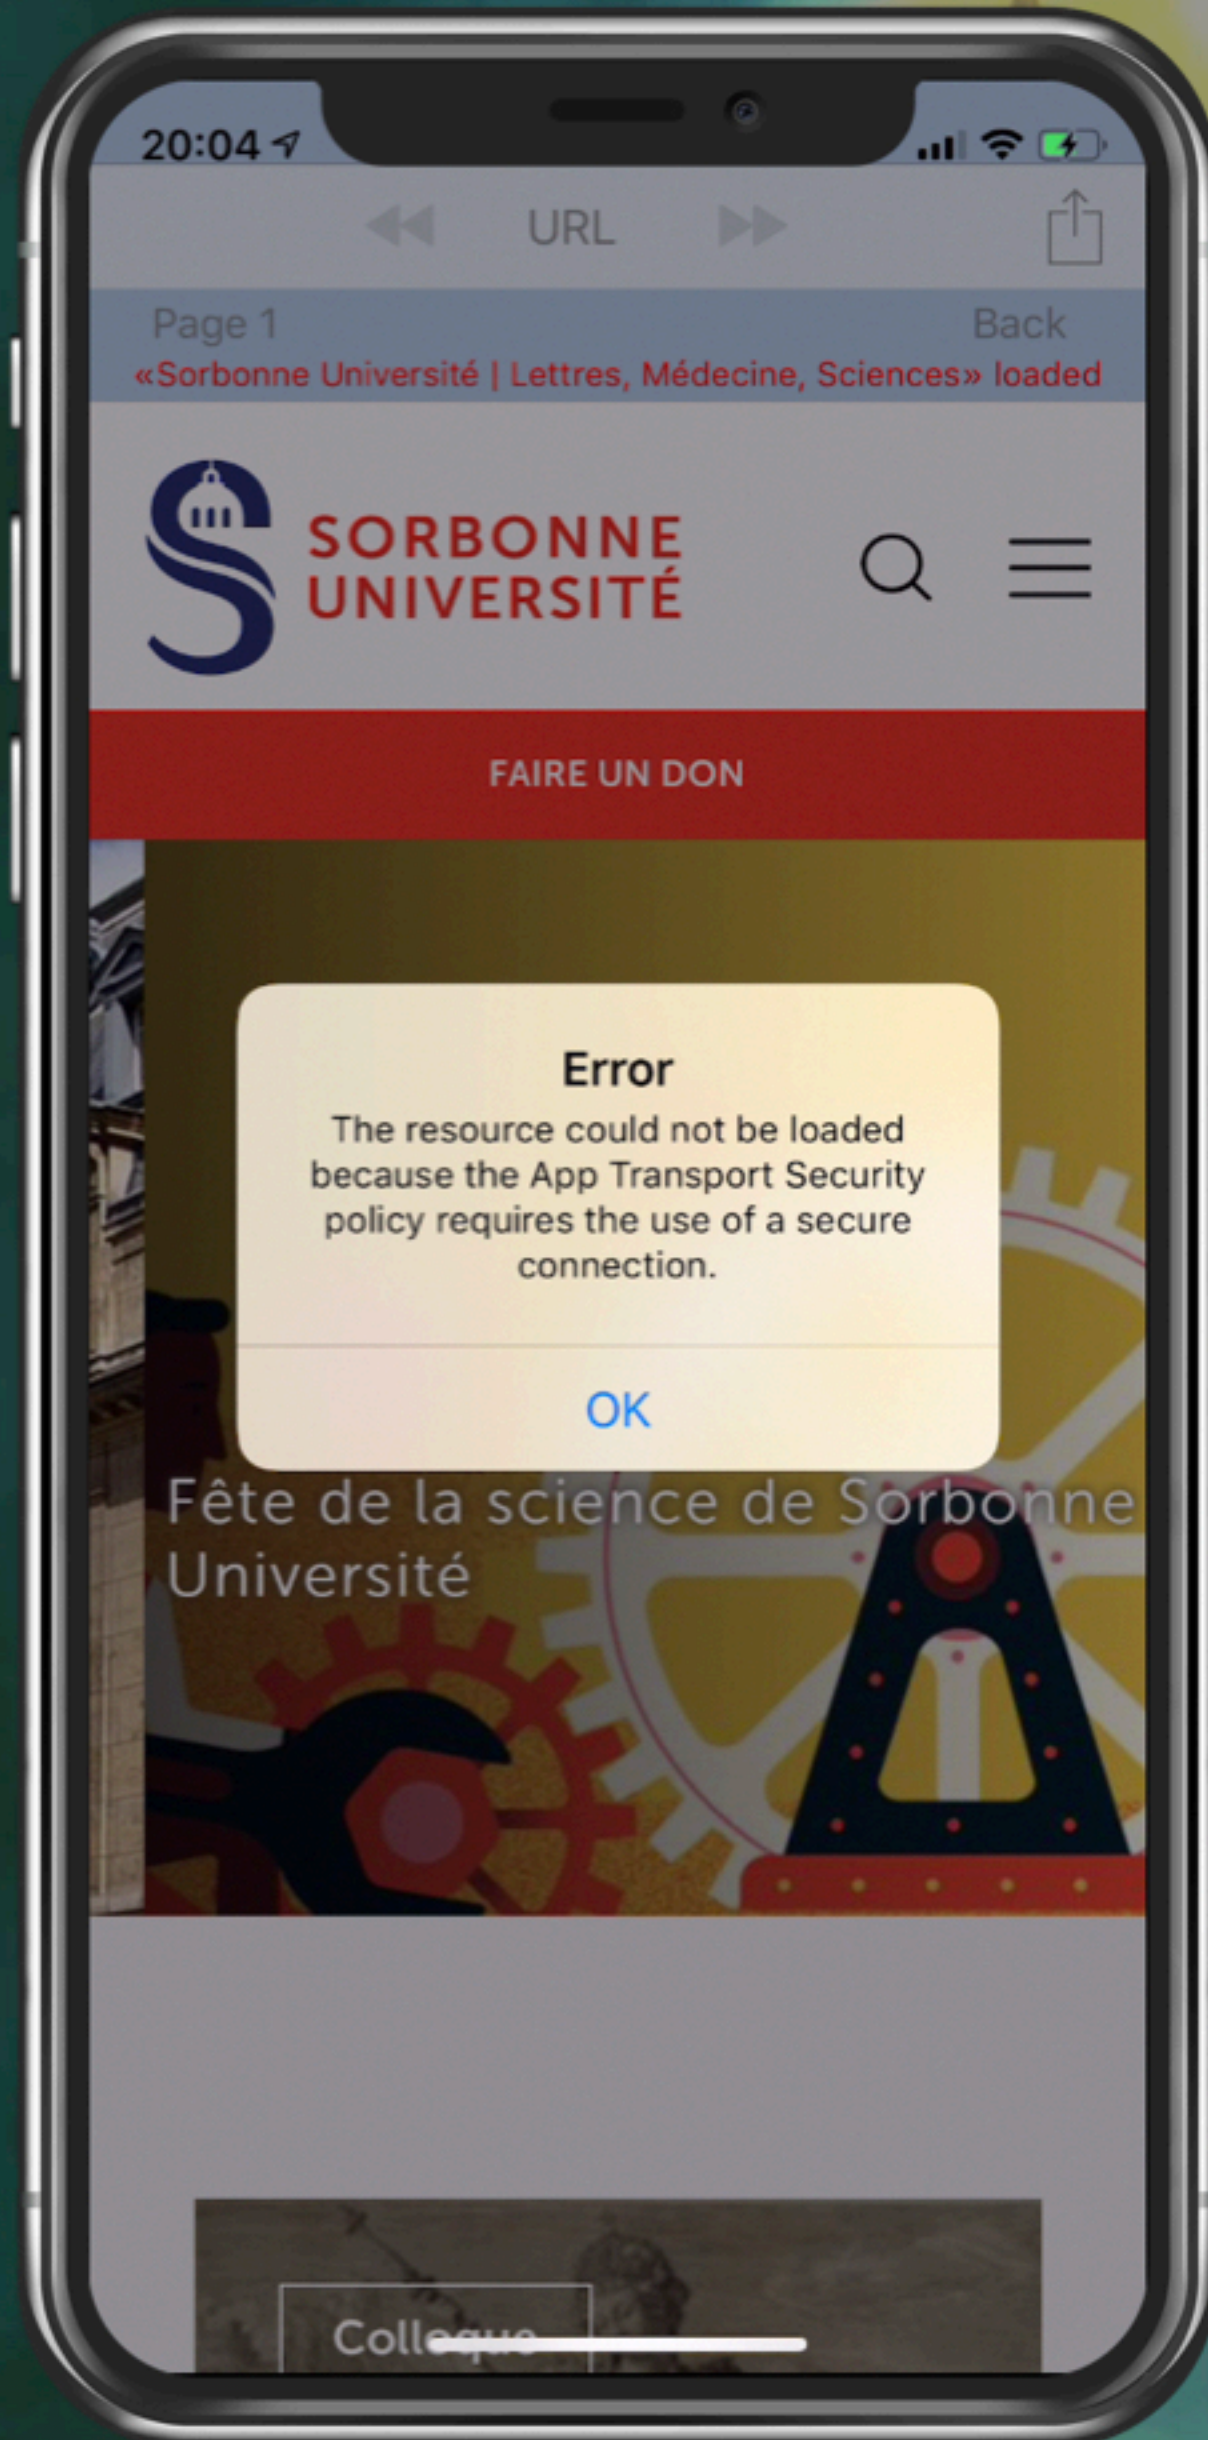 20:04
URL
Page 1 Back
«Sorbonne Université | Lettres, Médecine, Sciences» loaded
SORBONNE
UNIVERSITÉ
FAIRE UN DON
Error
The resource could not be loaded
because the App Transport Security
policy requires the use of a secure
connection.
OK
Fête de la science de Sorbonne
Université
Colloque